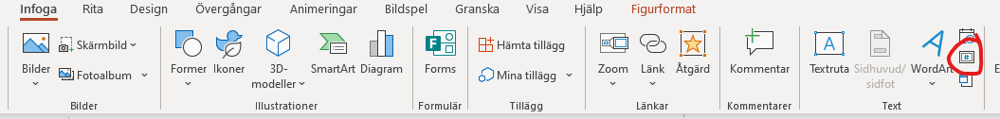 Infoga Rita Design Övergångar Animeringar Bildspel Granska Visa Hjälp Figurformat
Bilder
Skärmbild
Fotoalbum
Bilder
Former
Ikoner
3D-
modeller
SmartArt
Diagram
Illustrationer
Forms
Formulär
Hämta tillägg
Mina tillägg
Tillägg
Zoom
Länk
Åtgärd
Länkar
Kommentar
Kommentarer
Textruta
Sidhuvud/
sidfot
WordArt
Text